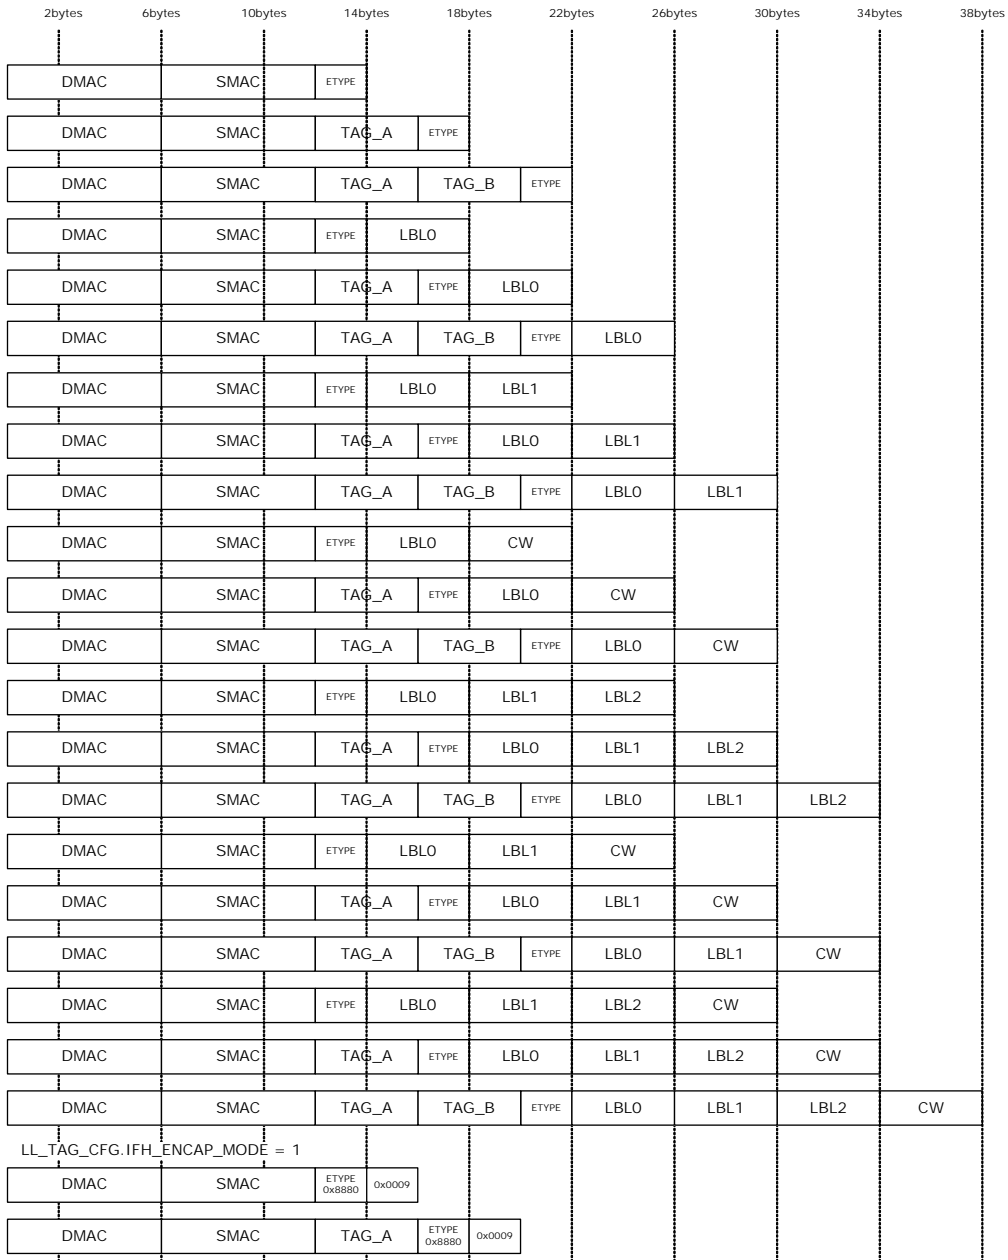 2bytes 6bytes 10bytes 14bytes 18bytes 22bytes 26bytes 30bytes 34bytes 38bytes
DMAC SMAC ETYPE
DMAC SMAC TAG_A ETYPE
DMAC SMAC TAG_A TAG_B ETYPE
DMAC SMAC ETYPE LBL0
DMAC SMAC TAG_A ETYPE LBL0
DMAC SMAC TAG_A TAG_B ETYPE LBL0
DMAC SMAC ETYPE LBL0 LBL1
DMAC SMAC TAG_A ETYPE LBL0 LBL1
DMAC SMAC TAG_A TAG_B ETYPE LBL0 LBL1
DMAC SMAC ETYPE LBL0 CW
DMAC SMAC TAG_A ETYPE LBL0 CW
DMAC SMAC TAG_A TAG_B ETYPE LBL0 CW
DMAC SMAC ETYPE LBL0 LBL1 LBL2
DMAC SMAC TAG_A ETYPE LBL0 LBL1 LBL2
DMAC SMAC TAG_A TAG_B ETYPE LBL0 LBL1 LBL2
DMAC SMAC ETYPE LBL0 LBL1 CW
DMAC SMAC TAG_A ETYPE LBL0 LBL1 CW
DMAC SMAC TAG_A TAG_B ETYPE LBL0 LBL1 CW
DMAC SMAC ETYPE LBL0 LBL1 LBL2 CW
DMAC SMAC TAG_A ETYPE LBL0 LBL1 LBL2 CW
DMAC SMAC TAG_A TAG_B ETYPE LBL0 LBL1 LBL2 CW
LL_TAG_CFG.IFH_ENCAP_MODE = 1
DMAC SMAC ETYPE 0x8880 0x0009
DMAC SMAC TAG_A ETYPE 0x8880 0x0009